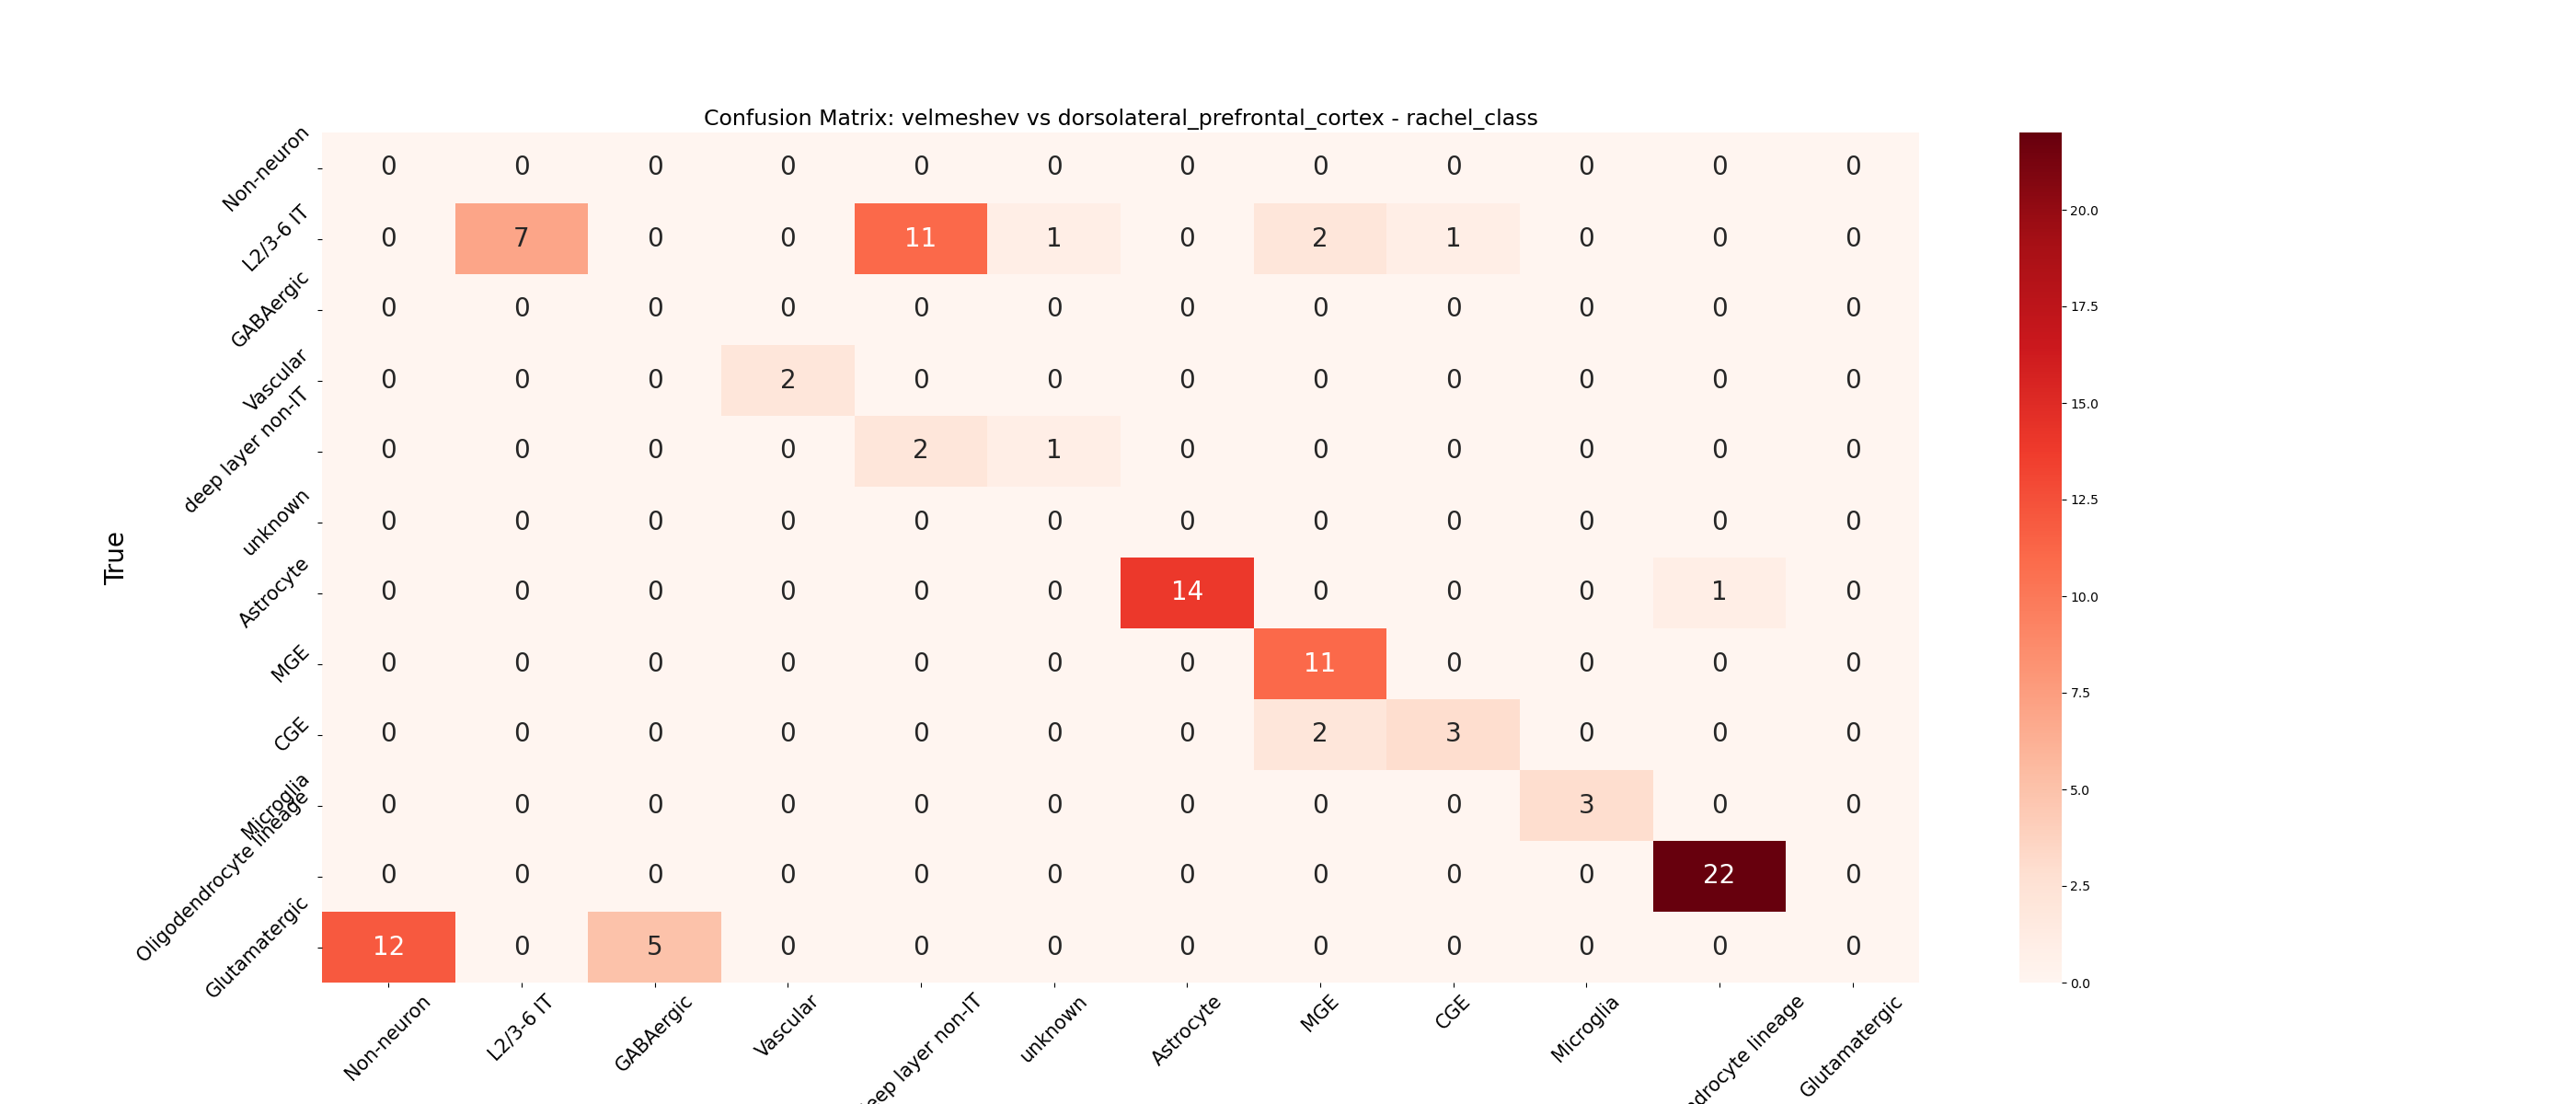 Confusion Matrix: velmeshev vs dorsolateral_prefrontal_cortex - rachel_class
True
Non-neuron 0 0 0 0 0 0 0 0 0 0 0 0
L2/3-6 IT 0 7 0 0 11 1 0 2 1 0 0 0
GABAergic 0 0 0 0 0 0 0 0 0 0 0 0
Vascular 0 0 0 2 0 0 0 0 0 0 0 0
deep layer non-IT 0 0 0 0 2 1 0 0 0 0 0 0
unknown 0 0 0 0 0 0 0 0 0 0 0 0
Astrocyte 0 0 0 0 0 0 14 0 0 0 1 0
MGE 0 0 0 0 0 0 0 11 0 0 0 0
CGE 0 0 0 0 0 0 0 2 3 0 0 0
Microglia 0 0 0 0 0 0 0 0 0 3 0 0
Oligodendrocyte lineage 0 0 0 0 0 0 0 0 0 0 22 0
Glutamatergic 12 0 5 0 0 0 0 0 0 0 0 0
Non-neuron L2/3-6 IT GABAergic Vascular eep layer non-IT unknown Astrocyte MGE CGE Microglia drocyte lineage Glutamatergic
20.0
17.5
15.0
12.5
10.0
7.5
5.0
2.5
0.0